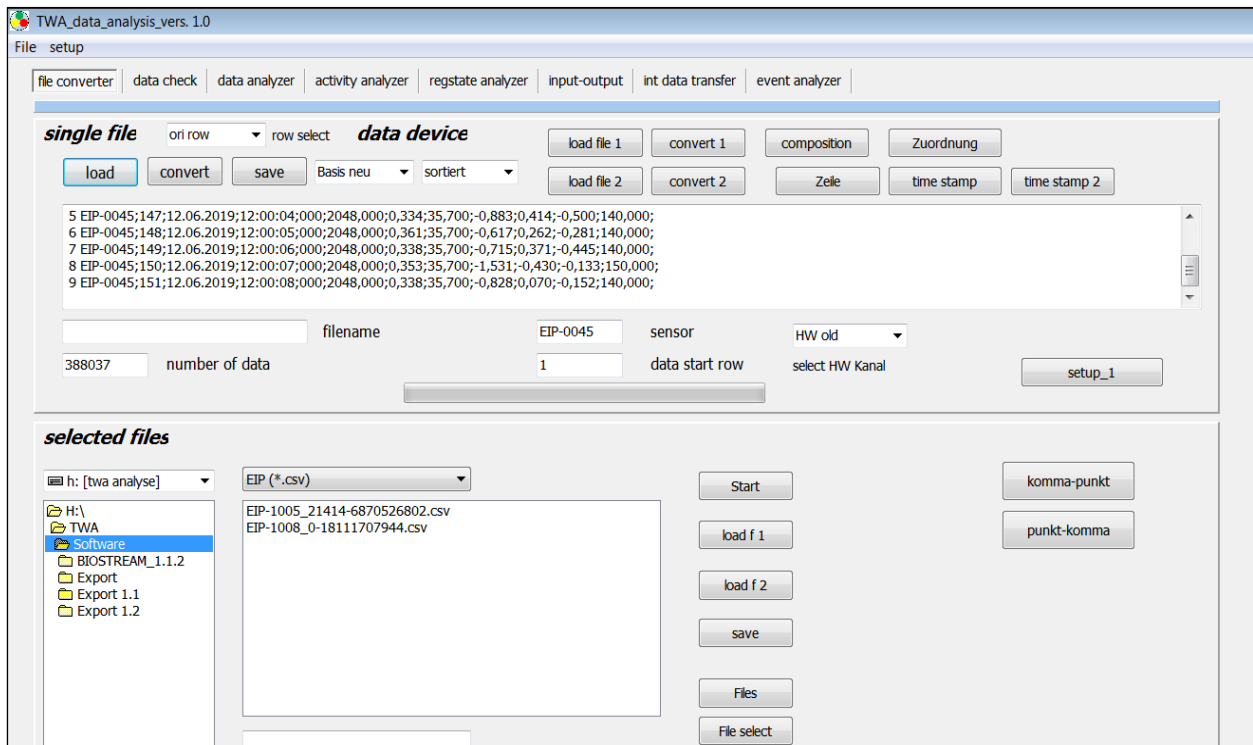 TWA_data_analysis_vers. 1.0
File setup
file converter data check data analyzer activity analyzer regstate analyzer input-output int data transfer event analyzer
single file ori row row select data device load file 1 convert 1 composition Zuordnung
load convert save Basis neu sortiert load file 2 convert 2 Zeile time stamp time stamp 2
5 EIP-0045;147;12.06.2019;12:00:04;000;2048,000;0,334;35,700;-0,883;0,414;-0,500;140,000;
6 EIP-0045;148;12.06.2019;12:00:05;000;2048,000;0,361;35,700;-0,617;0,262;-0,281;140,000;
7 EIP-0045;149;12.06.2019;12:00:06;000;2048,000;0,338;35,700;-0,715;0,371;-0,445;140,000;
8 EIP-0045;150;12.06.2019;12:00:07;000;2048,000;0,353;35,700;-1,531;-0,430;-0,133;150,000;
9 EIP-0045;151;12.06.2019;12:00:08;000;2048,000;0,338;35,700;-0,828;0,070;-0,152;140,000;
filename EIP-0045 sensor HW old
388037 number of data 1 data start row select HW Kanal setup_1
selected files
h: [twa analyse] EIP (*.csv) Start komma-punkt
H:\ EIP-1005_21414-6870526802.csv
TWA EIP-1008_0-18111707944.csv
Software load f 1 punkt-komma
BIOSTREAM_1.1.2
Export load f 2
Export 1.1
Export 1.2
save
Files
File select